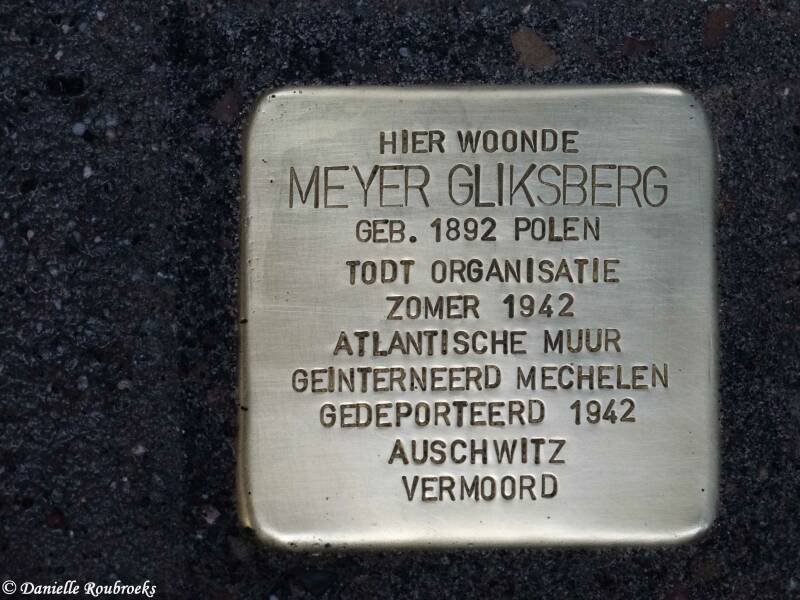 HIER WOONDE
MEYER GLIKSBERG
GEB. 1892 POLEN
TODT ORGANISATIE
ZOMER 1942
ATLANTISCHE MUUR
GEINTERNEERD MECHELEN
GEDEPORTEERD 1942
AUSCHWITZ
VERMOORD
© Danielle Roubroeks